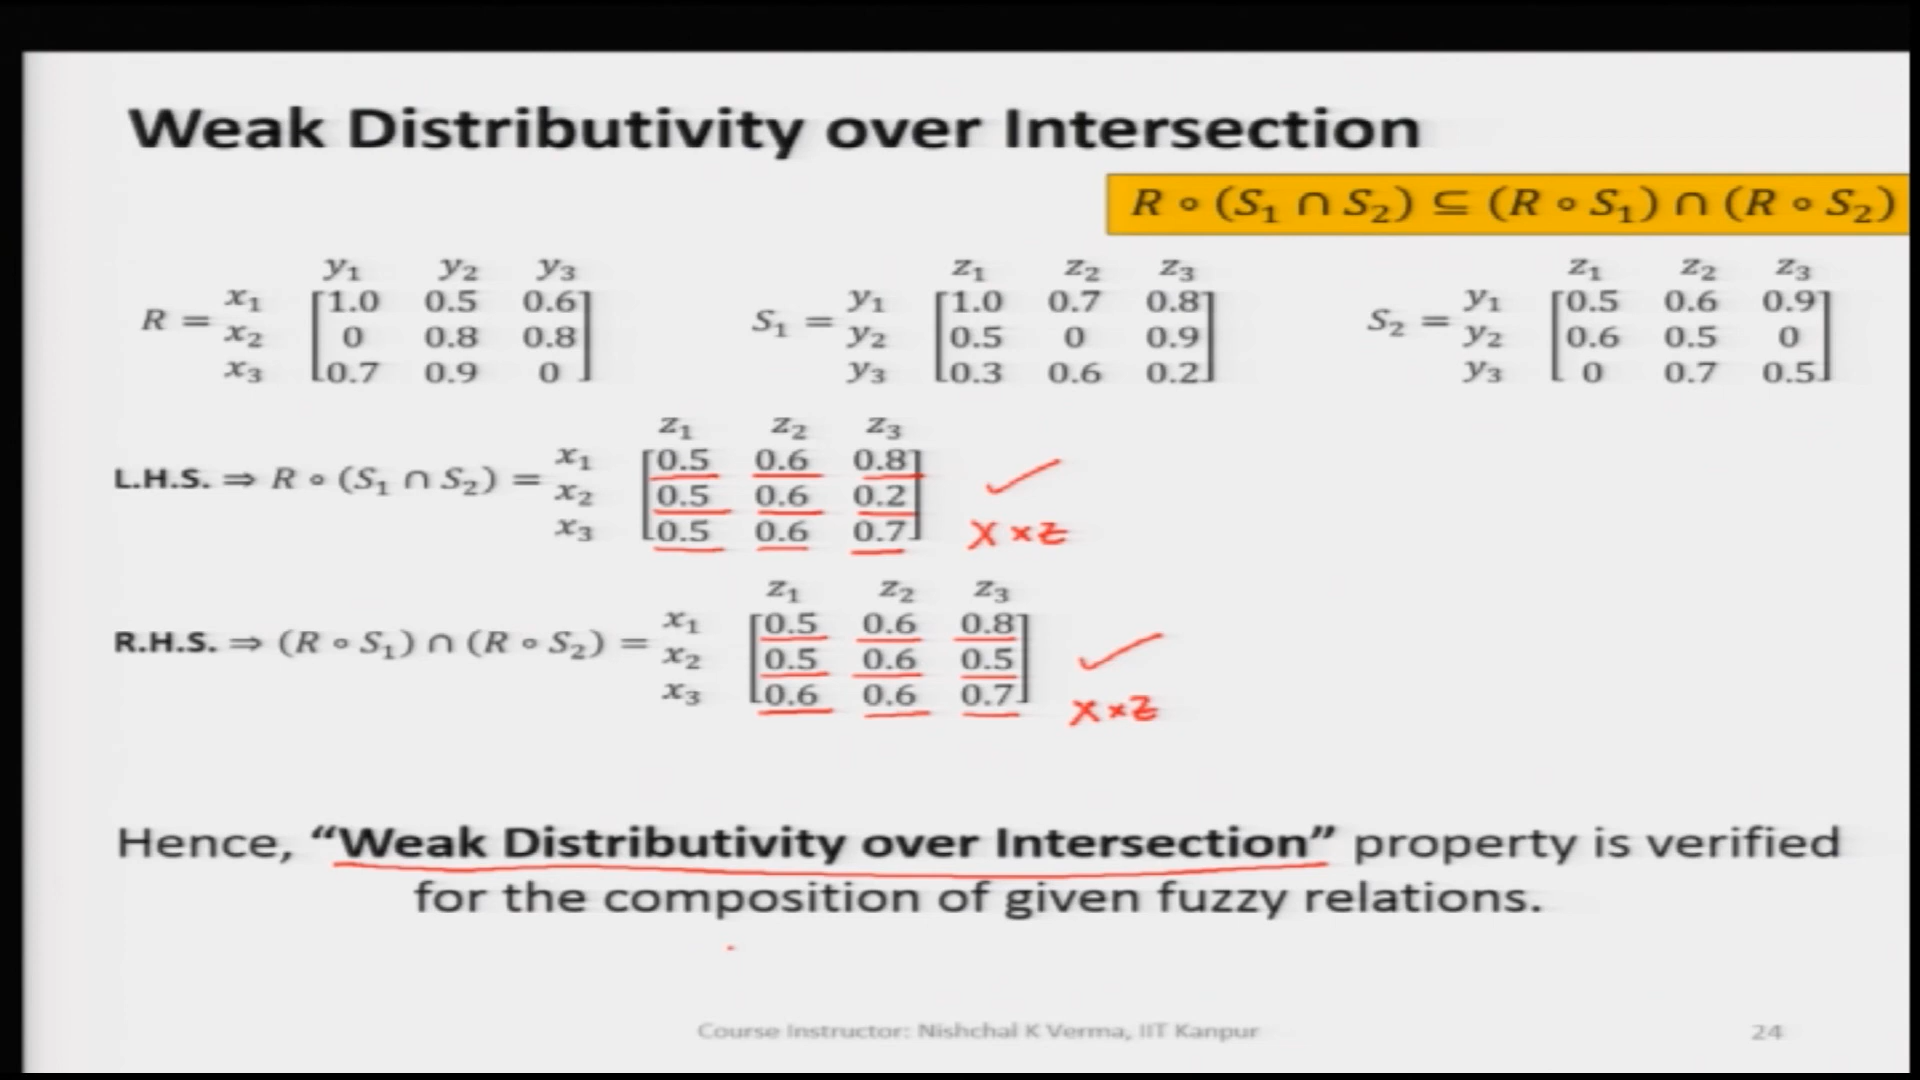 Weak Distributivity over Intersection
R ∘ (S₁ ∩ S₂) ⊆ (R ∘ S₁) ∩ (R ∘ S₂)
y₁ y₂ y₃
R = x₁ x₂ x₃ [1.0 0.5 0.6
0 0.8 0.8
0.7 0.9 0]
z₁ z₂ z₃
S₁ = y₁ y₂ y₃ [1.0 0.7 0.8
0.5 0 0.9
0.3 0.6 0.2]
z₁ z₂ z₃
S₂ = y₁ y₂ y₃ [0.5 0.6 0.9
0.6 0.5 0
0 0.7 0.5]
z₁ z₂ z₃
L.H.S. ⇒ R ∘ (S₁ ∩ S₂) = x₁ x₂ x₃ [0.5 0.6 0.8
0.5 0.6 0.2
0.5 0.6 0.7]
X × Z
z₁ z₂ z₃
R.H.S. ⇒ (R ∘ S₁) ∩ (R ∘ S₂) = x₁ x₂ x₃ [0.5 0.6 0.8
0.5 0.6 0.5
0.6 0.6 0.7]
X × Z
Hence, “Weak Distributivity over Intersection” property is verified
for the composition of given fuzzy relations.
Course Instructor: Nishchal K Verma, IIT Kanpur
24